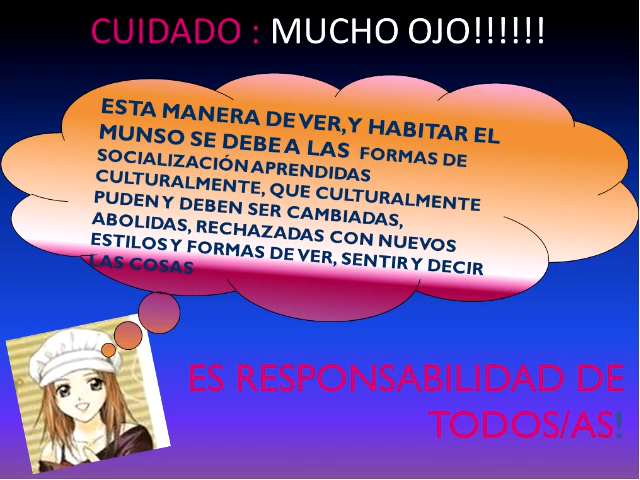 CUIDADO : MUCHO OJO!!!!!!
ESTA MANERA DE VER, Y HABITAR EL
MUNSO SE DEBE A LAS FORMAS DE
SOCIALIZACIÓN APRENDIDAS
CULTURALMENTE, QUE CULTURALMENTE
PUDEN Y DEBEN SER CAMBIADAS,
ABOLIDAS, RECHAZADAS CON NUEVOS
ESTILOS Y FORMAS DE VER, SENTIR Y DECIR
LAS COSAS
ES RESPONSABILIDAD DE
TODOS/AS!